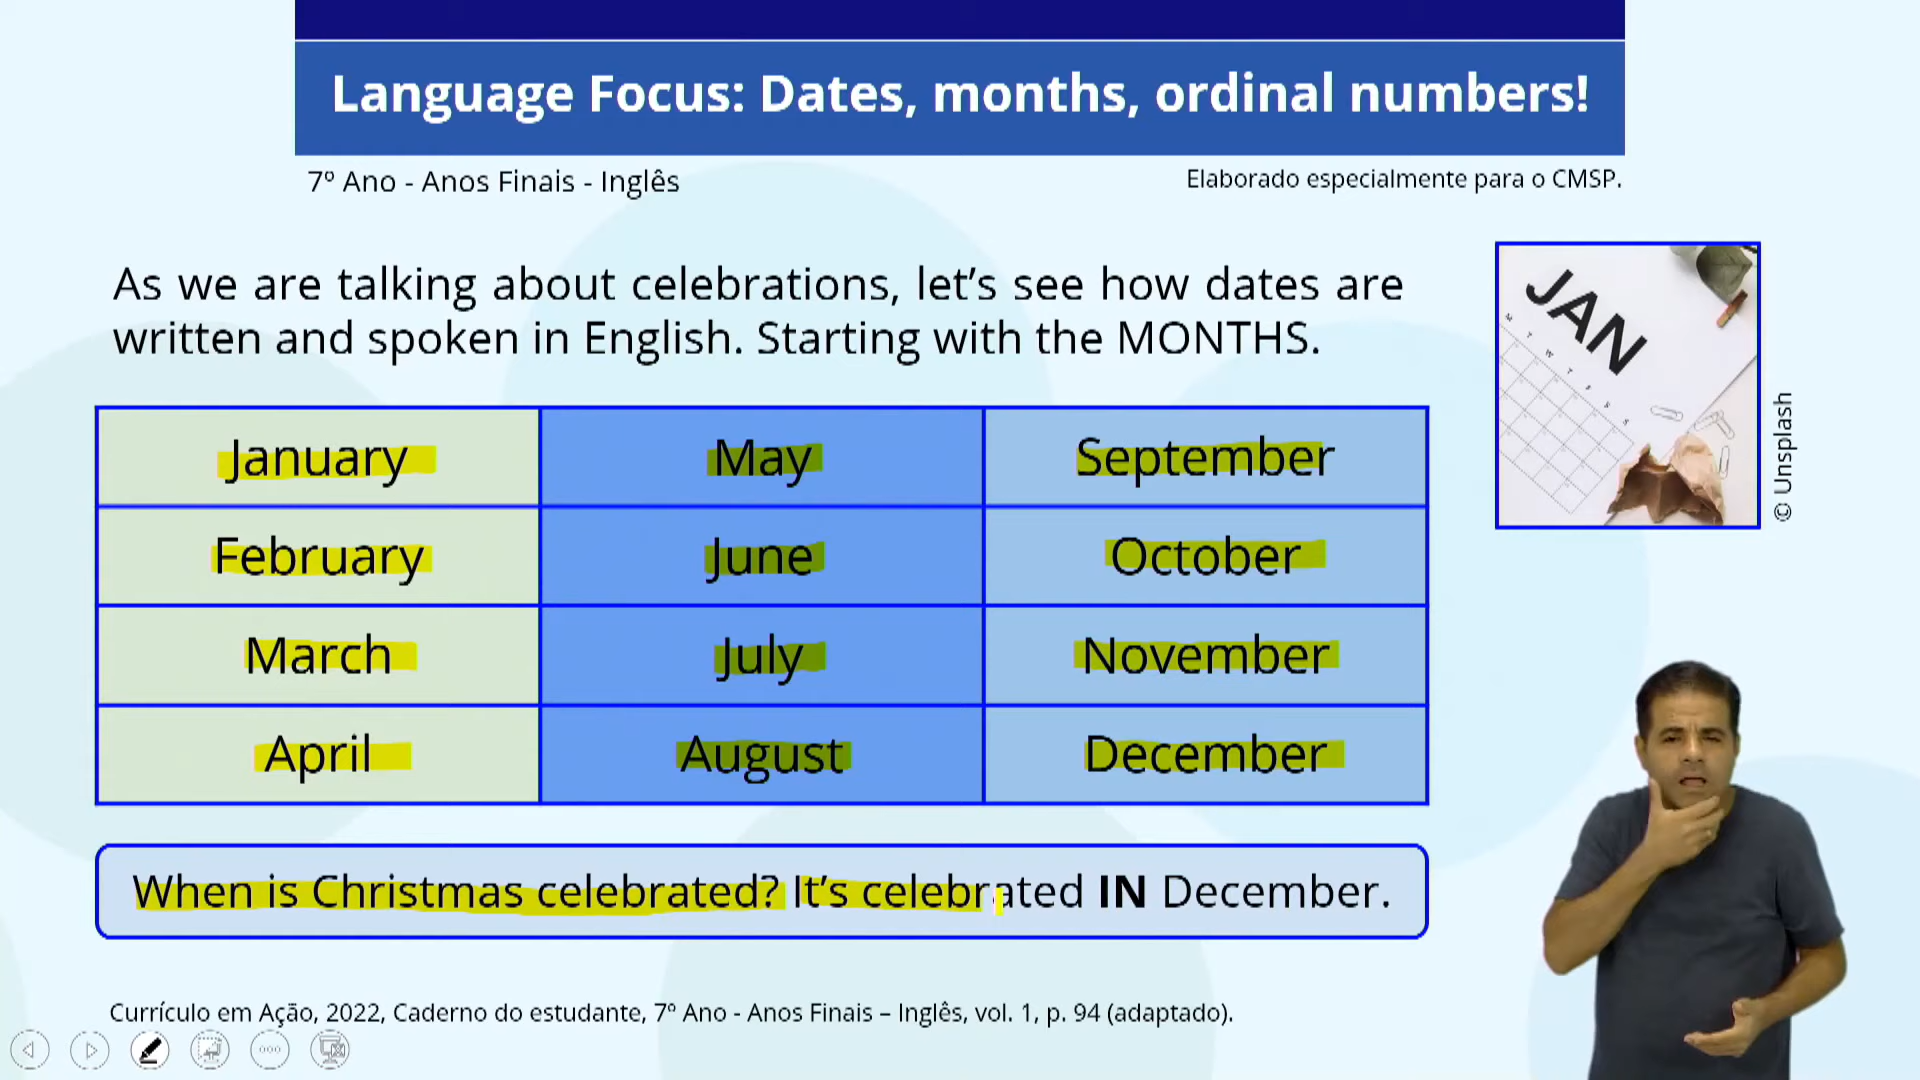 Language Focus: Dates, months, ordinal numbers!
7º Ano - Anos Finais - Inglês
Elaborado especialmente para o CMSP.
As we are talking about celebrations, let’s see how dates are
written and spoken in English. Starting with the MONTHS.
JAN
M T W T F S S
© Unsplash
January May September
February June October
March July November
April August December
When is Christmas celebrated? It’s celebrated IN December.
Currículo em Ação, 2022, Caderno do estudante, 7º Ano - Anos Finais – Inglês, vol. 1, p. 94 (adaptado).